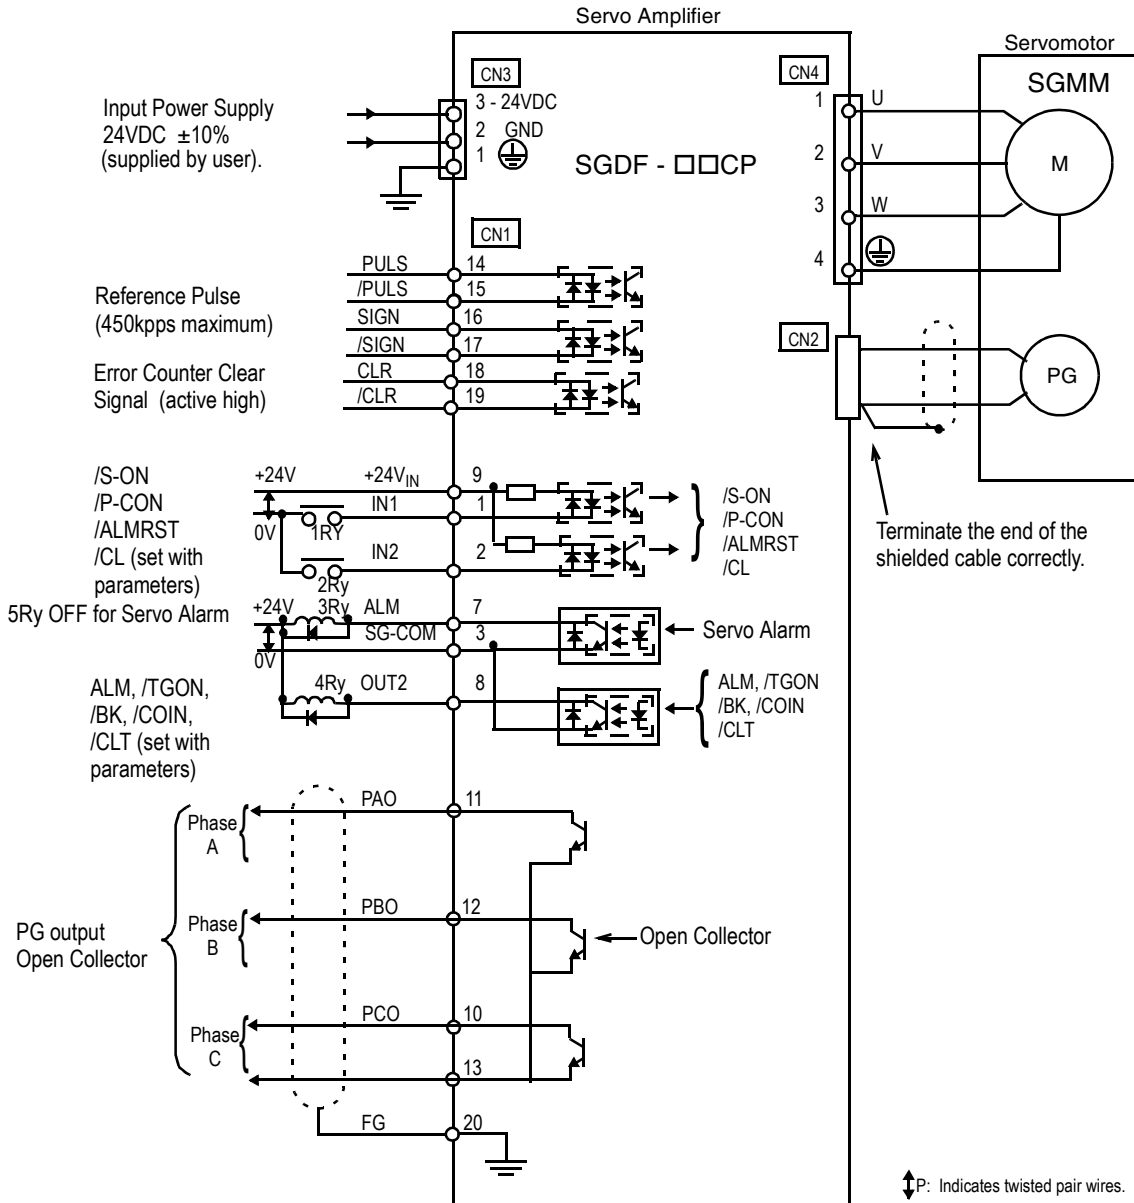 Servo Amplifier
Servomotor
CN3
CN4
SGMM
Input Power Supply
24VDC ±10%
(supplied by user).
3 - 24VDC
2 GND
1
SGDF - □□CP
1 U
2 V
3 W
4
M
CN1
Reference Pulse
(450kpps maximum)
Error Counter Clear
Signal (active high)
PULS 14
/PULS 15
SIGN 16
/SIGN 17
CLR 18
/CLR 19
CN2
PG
/S-ON
/P-CON
/ALMRST
/CL (set with
parameters)
+24V
+24VIN 9
0V
1RY
IN1 1
IN2 2
2Ry
/S-ON
/P-CON
/ALMRST
/CL
Terminate the end of the
shielded cable correctly.
5Ry OFF for Servo Alarm
+24V
3Ry
ALM 7
SG-COM 3
0V
Servo Alarm
ALM, /TGON,
/BK, /COIN,
/CLT (set with
parameters)
4Ry
OUT2 8
ALM, /TGON
/BK, /COIN
/CLT
PG output
Open Collector
Phase
A
PAO 11
Phase
B
PBO 12
Open Collector
Phase
C
PCO 10
13
FG 20
P: Indicates twisted pair wires.